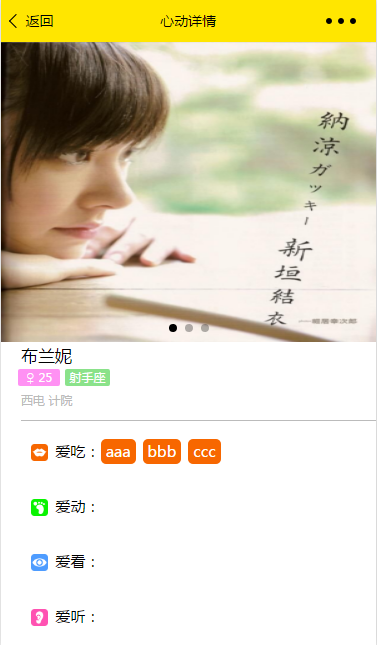 返回
心动详情
納涼ガッキー
新垣結衣
布兰妮
♀ 25 射手座
西电 计院
爱吃：aaa bbb ccc
爱动：
爱看：
爱听：